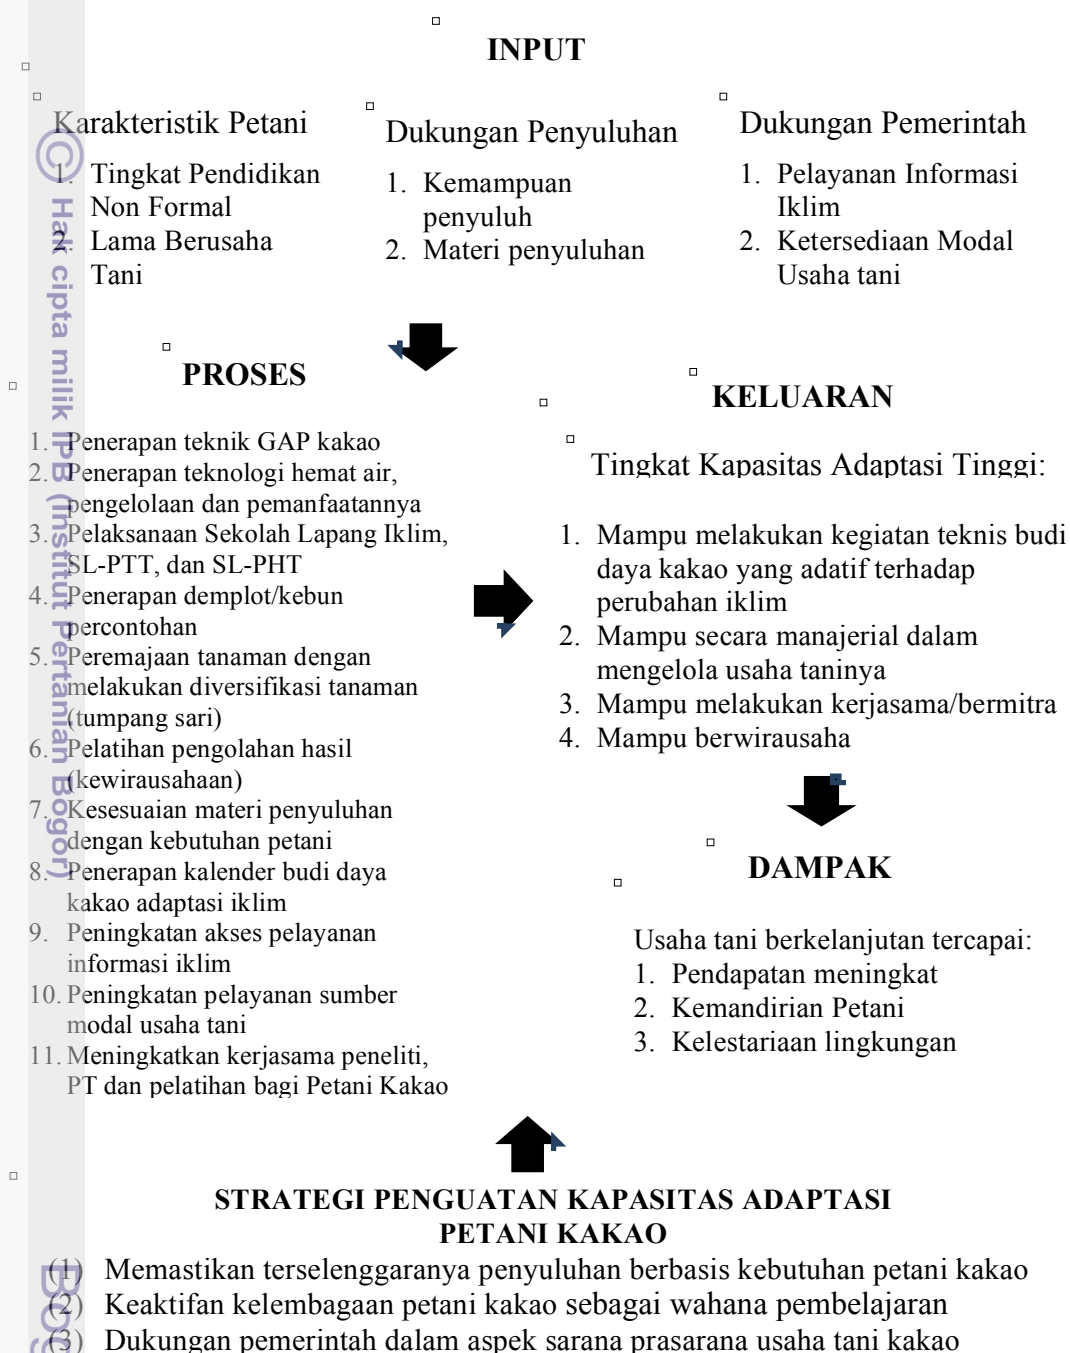 INPUT
Karakteristik Petani
1. Tingkat Pendidikan
Non Formal
2. Lama Berusaha
Tani
Dukungan Penyuluhan
1. Kemampuan
penyuluh
2. Materi penyuluhan
Dukungan Pemerintah
1. Pelayanan Informasi
Iklim
2. Ketersediaan Modal
Usaha tani
PROSES
1. Penerapan teknik GAP kakao
2. Penerapan teknologi hemat air,
pengelolaan dan pemanfaatannya
3. Pelaksanaan Sekolah Lapang Iklim,
SL-PTT, dan SL-PHT
4. Penerapan demplot/kebun
percontohan
5. Peremajaan tanaman dengan
melakukan diversifikasi tanaman
(tumpang sari)
6. Pelatihan pengolahan hasil
(kewirausahaan)
7. Kesesuaian materi penyuluhan
dengan kebutuhan petani
8. Penerapan kalender budi daya
kakao adaptasi iklim
9. Peningkatan akses pelayanan
informasi iklim
10. Peningkatan pelayanan sumber
modal usaha tani
11. Meningkatkan kerjasama peneliti,
PT dan pelatihan bagi Petani Kakao
KELUARAN
Tingkat Kapasitas Adaptasi Tinggi:
1. Mampu melakukan kegiatan teknis budi
daya kakao yang adatif terhadap
perubahan iklim
2. Mampu secara manajerial dalam
mengelola usaha taninya
3. Mampu melakukan kerjasama/bermitra
4. Mampu berwirausaha
DAMPAK
Usaha tani berkelanjutan tercapai:
1. Pendapatan meningkat
2. Kemandirian Petani
3. Kelestariaan lingkungan
STRATEGI PENGUATAN KAPASITAS ADAPTASI
PETANI KAKAO
(1) Memastikan terselenggaranya penyuluhan berbasis kebutuhan petani kakao
(2) Keaktifan kelembagaan petani kakao sebagai wahana pembelajaran
(3) Dukungan pemerintah dalam aspek sarana prasarana usaha tani kakao
© Hak cipta milik IPB (Institut Pertanian Bogor)